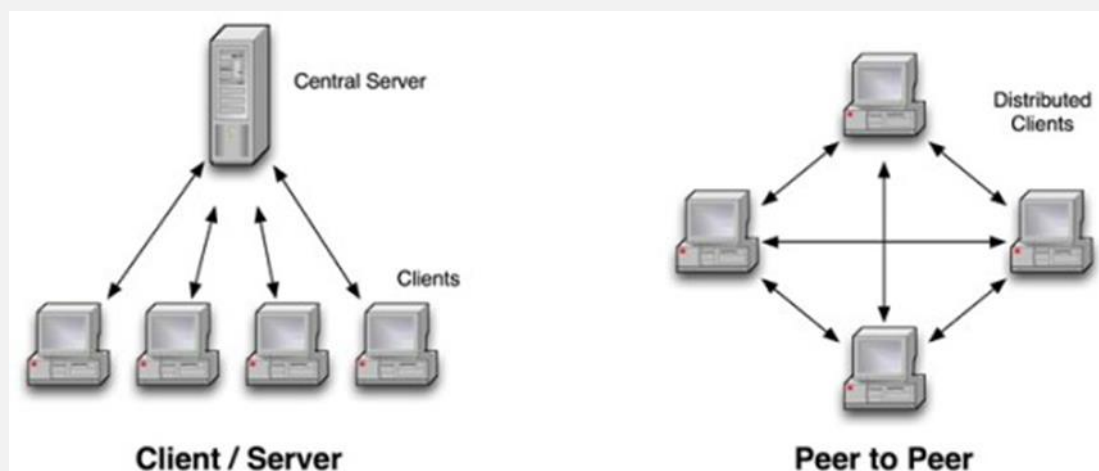 Central Server
Clients
Client / Server
Distributed
Clients
Peer to Peer